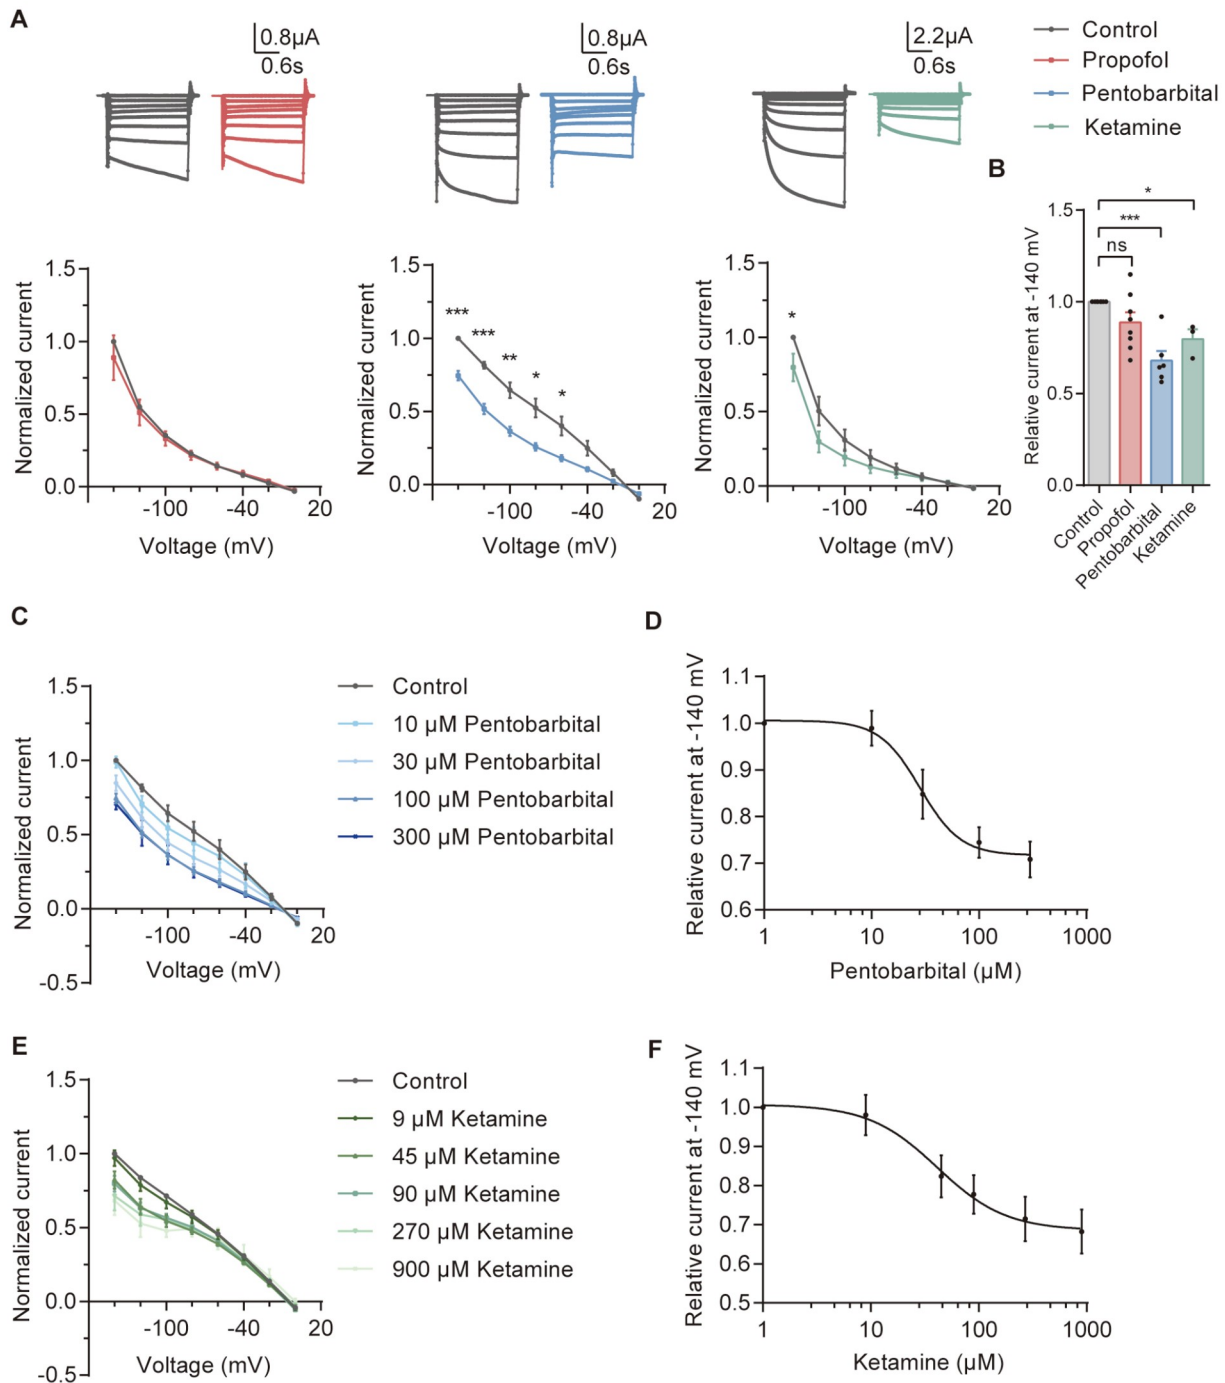 A
0.8µA
0.6s
0.8µA
0.6s
2.2µA
0.6s
Control
Propofol
Pentobarbital
Ketamine
1.5
1.0
0.5
0.0
Normalized current
-100
-40
20
Voltage (mV)
1.5
1.0
0.5
0.0
Normalized current
***
***
**
*
*
-100
-40
20
Voltage (mV)
1.5
1.0
0.5
0.0
Normalized current
*
-100
-40
20
Voltage (mV)
B
Relative current at -140 mV
1.5
1.0
0.5
0.0
*
***
ns
Control
Propofol
Pentobarbital
Ketamine
C
1.5
1.0
0.5
0.0
-0.5
Normalized current
-100
-40
20
Voltage (mV)
Control
10 µM Pentobarbital
30 µM Pentobarbital
100 µM Pentobarbital
300 µM Pentobarbital
D
Relative current at -140 mV
1.1
1.0
0.9
0.8
0.7
0.6
1
10
100
1000
Pentobarbital (µM)
E
1.5
1.0
0.5
0.0
-0.5
Normalized current
-100
-40
20
Voltage (mV)
Control
9 µM Ketamine
45 µM Ketamine
90 µM Ketamine
270 µM Ketamine
900 µM Ketamine
F
Relative current at -140 mV
1.1
1.0
0.9
0.8
0.7
0.6
0.5
1
10
100
1000
Ketamine (µM)